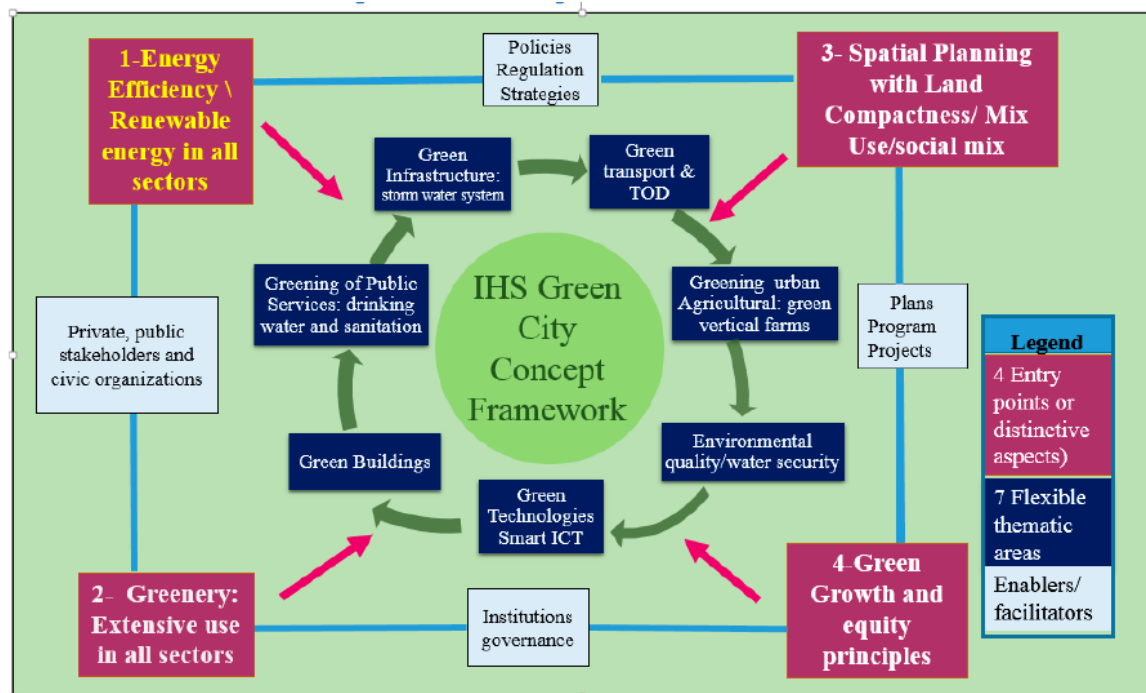 1-Energy
Efficiency \
Renewable
energy in all
sectors
Policies
Regulation
Strategies
3- Spatial Planning
with Land
Compactness/ Mix
Use/social mix
Green
Infrastructure:
storm water system
Green
transport &
TOD
Greening of Public
Services: drinking
water and sanitation
IHS Green
City
Concept
Framework
Greening urban
Agricultural: green
vertical farms
Private, public
stakeholders and
civic organizations
Plans
Program
Projects
Green Buildings
Environmental
quality/water security
Green
Technologies
Smart ICT
2- Greenery:
Extensive use
in all sectors
Institutions
governance
4-Green
Growth and
equity
principles
Legend
4 Entry
points or
distinctive
aspects)
7 Flexible
thematic
areas
Enablers/
facilitators